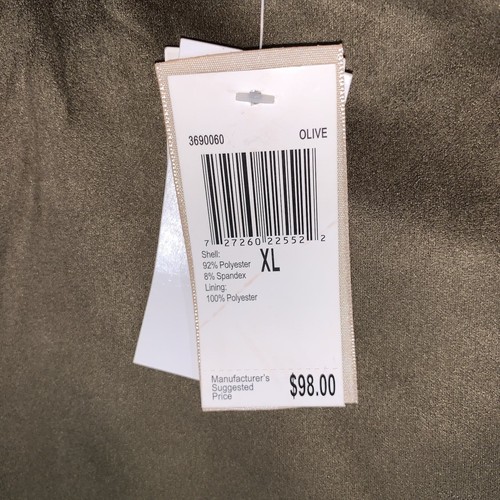 3690060 OLIVE
7 27260 22552 2
Shell: XL
92% Polyester
8% Spandex
Lining:
100% Polyester
Manufacturer's
Suggested
Price $98.00